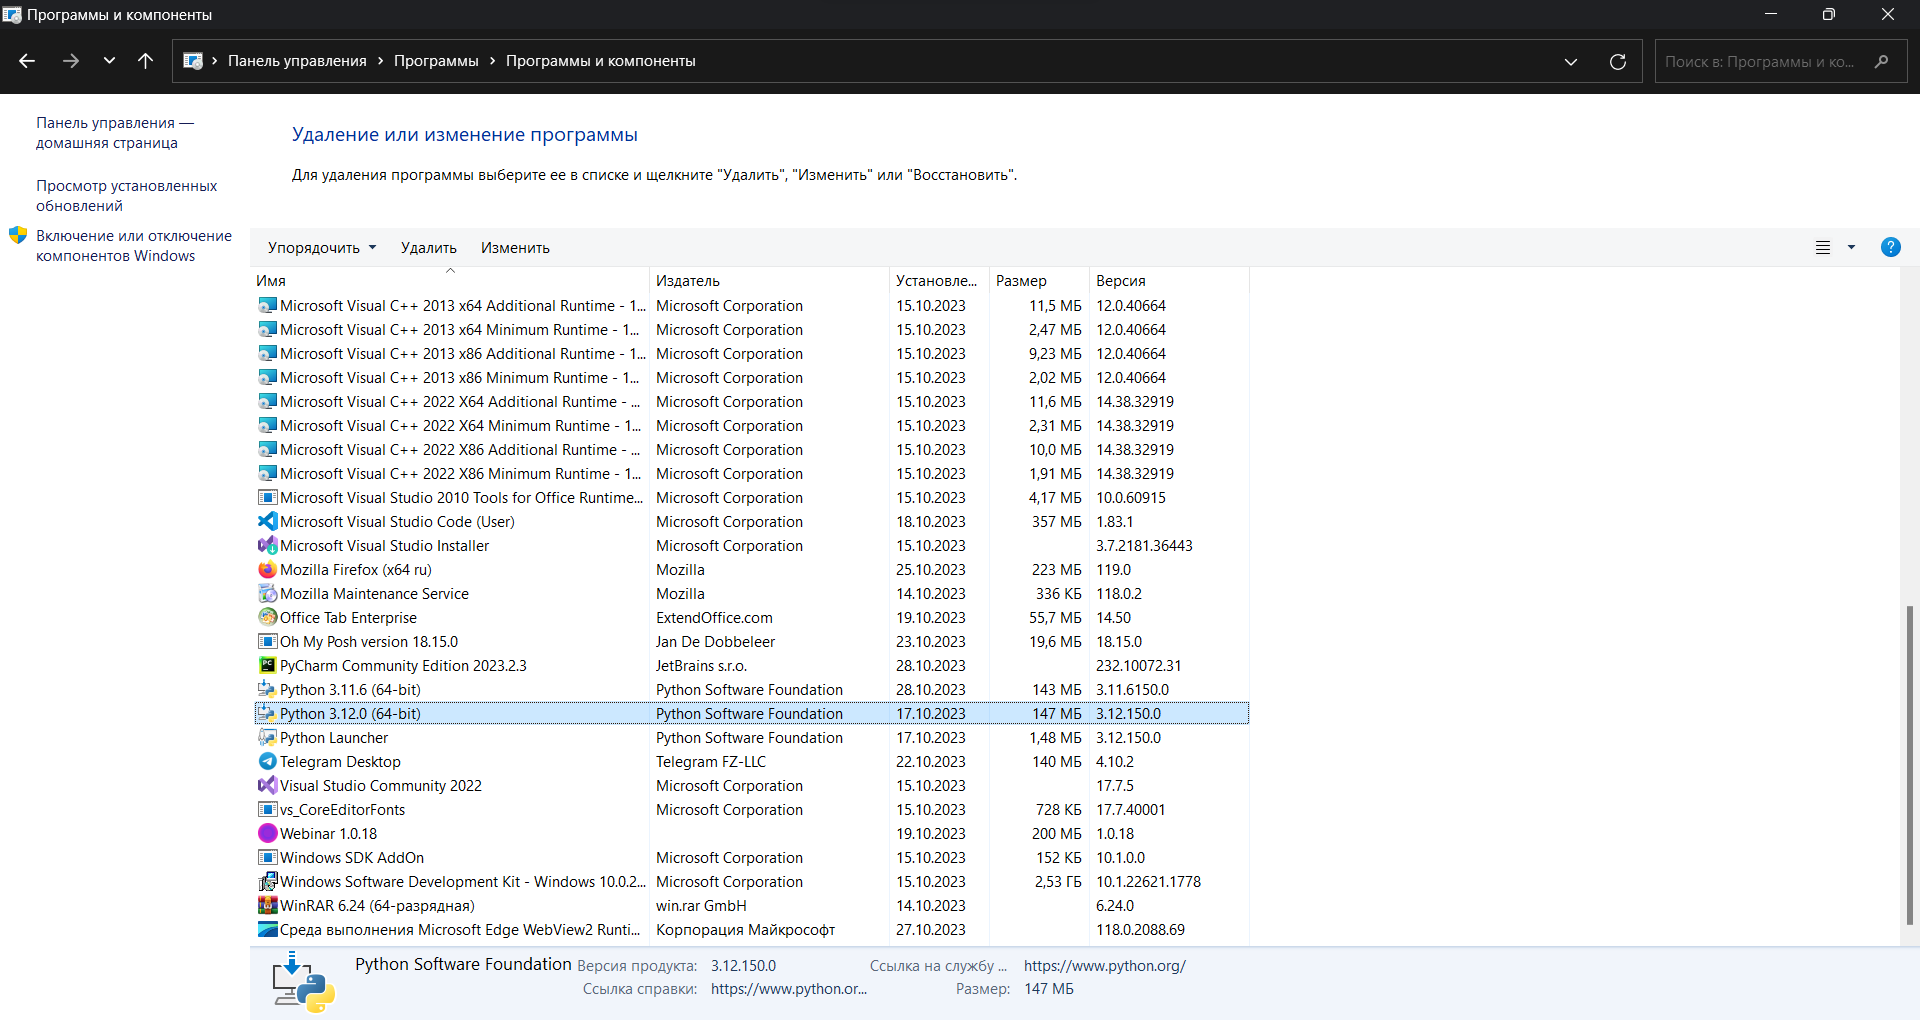 Программы и компоненты
Панель управления › Программы › Программы и компоненты
Поиск в: Программы и ко...
Панель управления —
домашняя страница
Просмотр установленных
обновлений
Включение или отключение
компонентов Windows
Удаление или изменение программы
Для удаления программы выберите ее в списке и щелкните "Удалить", "Изменить" или "Восстановить".
Упорядочить Удалить Изменить ?
Имя Издатель Установле... Размер Версия
Microsoft Visual C++ 2013 x64 Additional Runtime - 1... Microsoft Corporation 15.10.2023 11,5 МБ 12.0.40664
Microsoft Visual C++ 2013 x64 Minimum Runtime - 1... Microsoft Corporation 15.10.2023 2,47 МБ 12.0.40664
Microsoft Visual C++ 2013 x86 Additional Runtime - 1... Microsoft Corporation 15.10.2023 9,23 МБ 12.0.40664
Microsoft Visual C++ 2013 x86 Minimum Runtime - 1... Microsoft Corporation 15.10.2023 2,02 МБ 12.0.40664
Microsoft Visual C++ 2022 X64 Additional Runtime - ... Microsoft Corporation 15.10.2023 11,6 МБ 14.38.32919
Microsoft Visual C++ 2022 X64 Minimum Runtime - 1... Microsoft Corporation 15.10.2023 2,31 МБ 14.38.32919
Microsoft Visual C++ 2022 X86 Additional Runtime - ... Microsoft Corporation 15.10.2023 10,0 МБ 14.38.32919
Microsoft Visual C++ 2022 X86 Minimum Runtime - 1... Microsoft Corporation 15.10.2023 1,91 МБ 14.38.32919
Microsoft Visual Studio 2010 Tools for Office Runtime... Microsoft Corporation 15.10.2023 4,17 МБ 10.0.60915
Microsoft Visual Studio Code (User) Microsoft Corporation 18.10.2023 357 МБ 1.83.1
Microsoft Visual Studio Installer Microsoft Corporation 15.10.2023 3.7.2181.36443
Mozilla Firefox (x64 ru) Mozilla 25.10.2023 223 МБ 119.0
Mozilla Maintenance Service Mozilla 14.10.2023 336 КБ 118.0.2
Office Tab Enterprise ExtendOffice.com 19.10.2023 55,7 МБ 14.50
Oh My Posh version 18.15.0 Jan De Dobbeleer 23.10.2023 19,6 МБ 18.15.0
PyCharm Community Edition 2023.2.3 JetBrains s.r.o. 28.10.2023 232.10072.31
Python 3.11.6 (64-bit) Python Software Foundation 28.10.2023 143 МБ 3.11.6150.0
Python 3.12.0 (64-bit) Python Software Foundation 17.10.2023 147 МБ 3.12.150.0
Python Launcher Python Software Foundation 17.10.2023 1,48 МБ 3.12.150.0
Telegram Desktop Telegram FZ-LLC 22.10.2023 140 МБ 4.10.2
Visual Studio Community 2022 Microsoft Corporation 15.10.2023 17.7.5
vs_CoreEditorFonts Microsoft Corporation 15.10.2023 728 КБ 17.7.40001
Webinar 1.0.18 19.10.2023 200 МБ 1.0.18
Windows SDK AddOn Microsoft Corporation 15.10.2023 152 КБ 10.1.0.0
Windows Software Development Kit - Windows 10.0.2... Microsoft Corporation 15.10.2023 2,53 ГБ 10.1.22621.1778
WinRAR 6.24 (64-разрядная) win.rar GmbH 14.10.2023 6.24.0
Среда выполнения Microsoft Edge WebView2 Runti... Корпорация Майкрософт 27.10.2023 118.0.2088.69
Python Software Foundation Версия продукта: 3.12.150.0 Ссылка на службу ... https://www.python.org/
Ссылка справки: https://www.python.or... Размер: 147 МБ